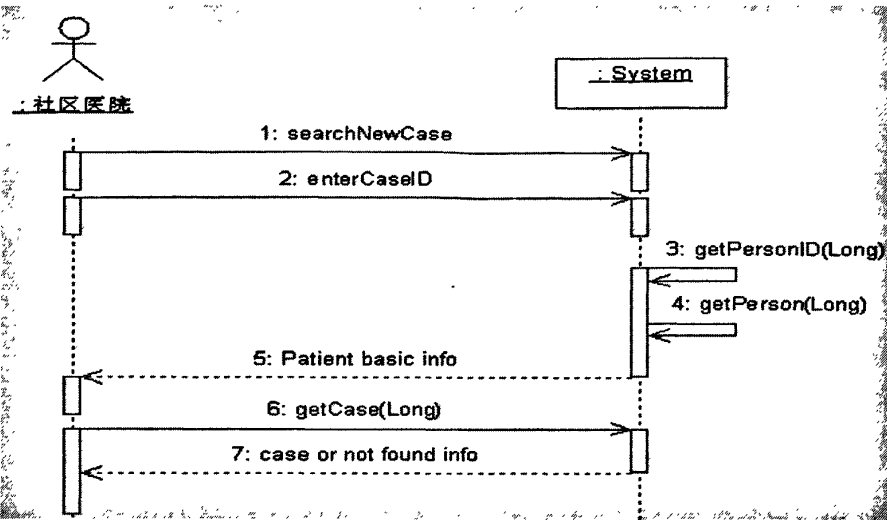 : System
: 社区医院
1: searchNewCase
2: enterCaseID
3: getPersonID(Long)
4: getPerson(Long)
5: Patient basic info
6: getCase(Long)
7: case or not found info